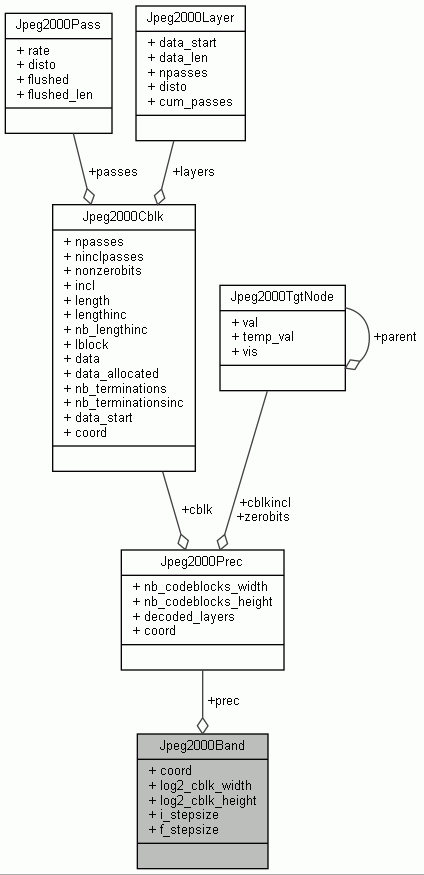 Jpeg2000Pass
+ rate
+ disto
+ flushed
+ flushed_len
Jpeg2000Layer
+ data_start
+ data_len
+ npasses
+ disto
+ cum_passes
+passes
+layers
Jpeg2000Cblk
+ npasses
+ ninclpasses
+ nonzerobits
+ incl
+ length
+ lengthinc
+ nb_lengthinc
+ lblock
+ data
+ data_allocated
+ nb_terminations
+ nb_terminationsinc
+ data_start
+ coord
Jpeg2000TgtNode
+ val
+ temp_val
+ vis
+parent
+cblk
+cblkincl
+zerobits
Jpeg2000Prec
+ nb_codeblocks_width
+ nb_codeblocks_height
+ decoded_layers
+ coord
+prec
Jpeg2000Band
+ coord
+ log2_cblk_width
+ log2_cblk_height
+ i_stepsize
+ f_stepsize